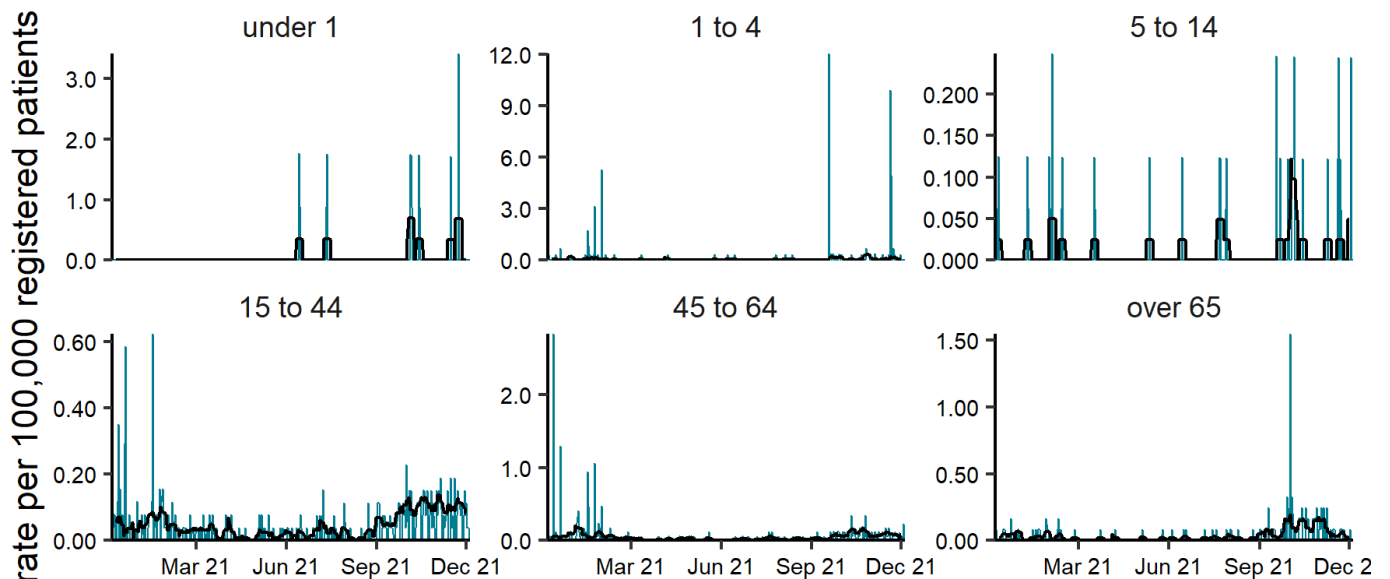 rate per 100,000 registered patients
under 1
3.0
2.0
1.0
0.0
1 to 4
12.0
9.0
6.0
3.0
0.0
5 to 14
0.200
0.150
0.100
0.050
0.000
15 to 44
0.60
0.40
0.20
0.00
Mar 21 Jun 21 Sep 21 Dec 21
45 to 64
2.0
1.0
0.0
Mar 21 Jun 21 Sep 21 Dec 21
over 65
1.50
1.00
0.50
0.00
Mar 21 Jun 21 Sep 21 Dec 2